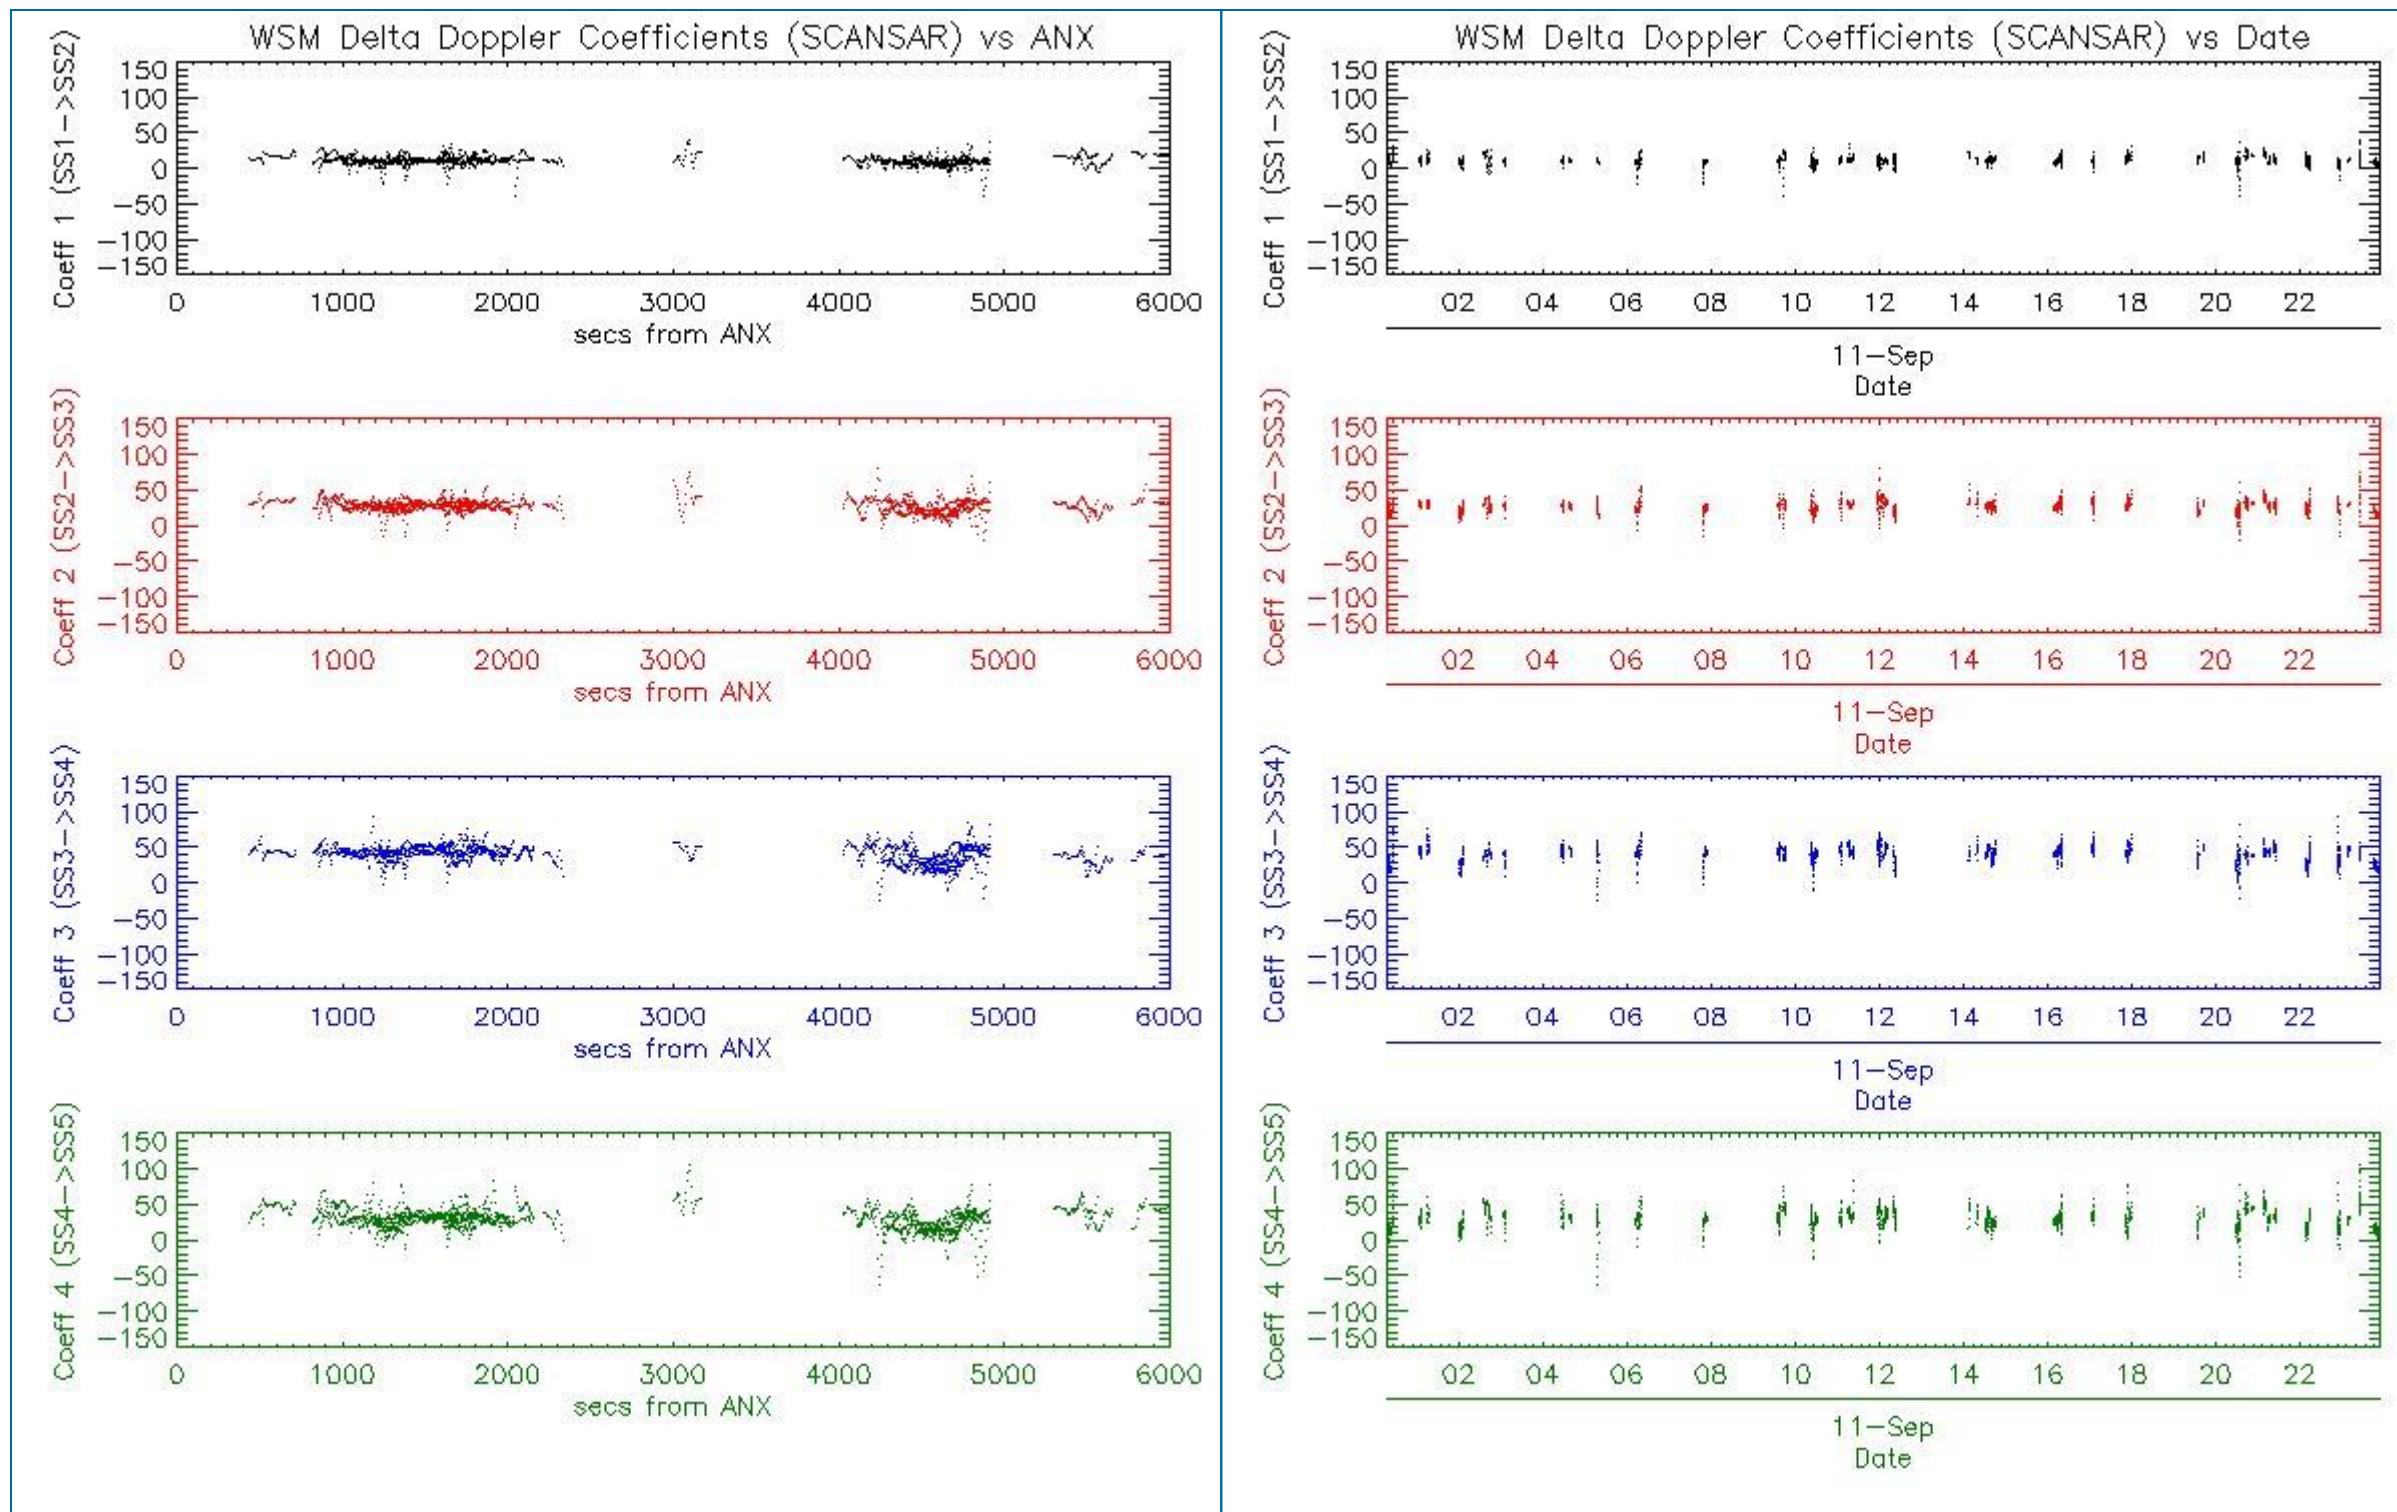 WSM Delta Doppler Coefficients (SCANSAR) vs ANX
Coeff 1 (SS1->SS2)
150
100
50
0
-50
-100
-150
0 1000 2000 3000 4000 5000 6000
secs from ANX
Coeff 2 (SS2->SS3)
150
100
50
0
-50
-100
-150
0 1000 2000 3000 4000 5000 6000
secs from ANX
Coeff 3 (SS3->SS4)
150
100
50
0
-50
-100
-150
0 1000 2000 3000 4000 5000 6000
secs from ANX
Coeff 4 (SS4->SS5)
150
100
50
0
-50
-100
-150
0 1000 2000 3000 4000 5000 6000
secs from ANX
WSM Delta Doppler Coefficients (SCANSAR) vs Date
Coeff 1 (SS1->SS2)
150
100
50
0
-50
-100
-150
02 04 06 08 10 12 14 16 18 20 22
11-Sep
Date
Coeff 2 (SS2->SS3)
150
100
50
0
-50
-100
-150
02 04 06 08 10 12 14 16 18 20 22
11-Sep
Date
Coeff 3 (SS3->SS4)
150
100
50
0
-50
-100
-150
02 04 06 08 10 12 14 16 18 20 22
11-Sep
Date
Coeff 4 (SS4->SS5)
150
100
50
0
-50
-100
-150
02 04 06 08 10 12 14 16 18 20 22
11-Sep
Date